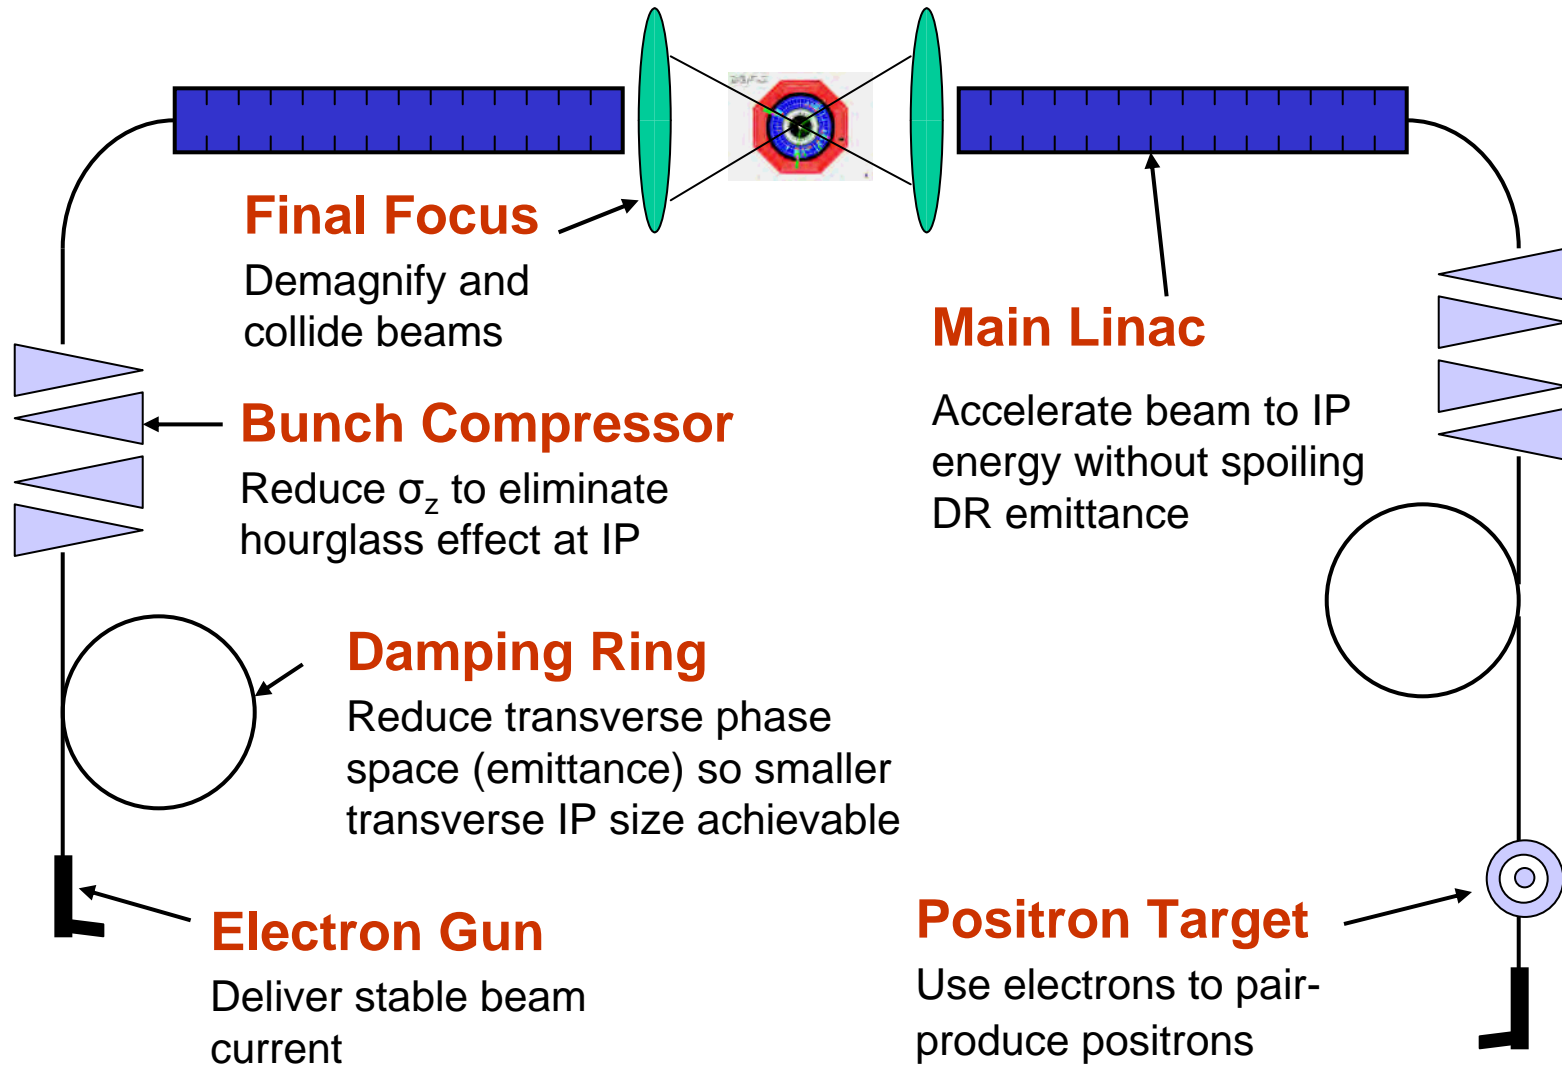 Final Focus
Demagnify and
collide beams
Main Linac
Accelerate beam to IP
energy without spoiling
DR emittance
Bunch Compressor
Reduce σz to eliminate
hourglass effect at IP
Damping Ring
Reduce transverse phase
space (emittance) so smaller
transverse IP size achievable
Electron Gun
Deliver stable beam
current
Positron Target
Use electrons to pair-
produce positrons